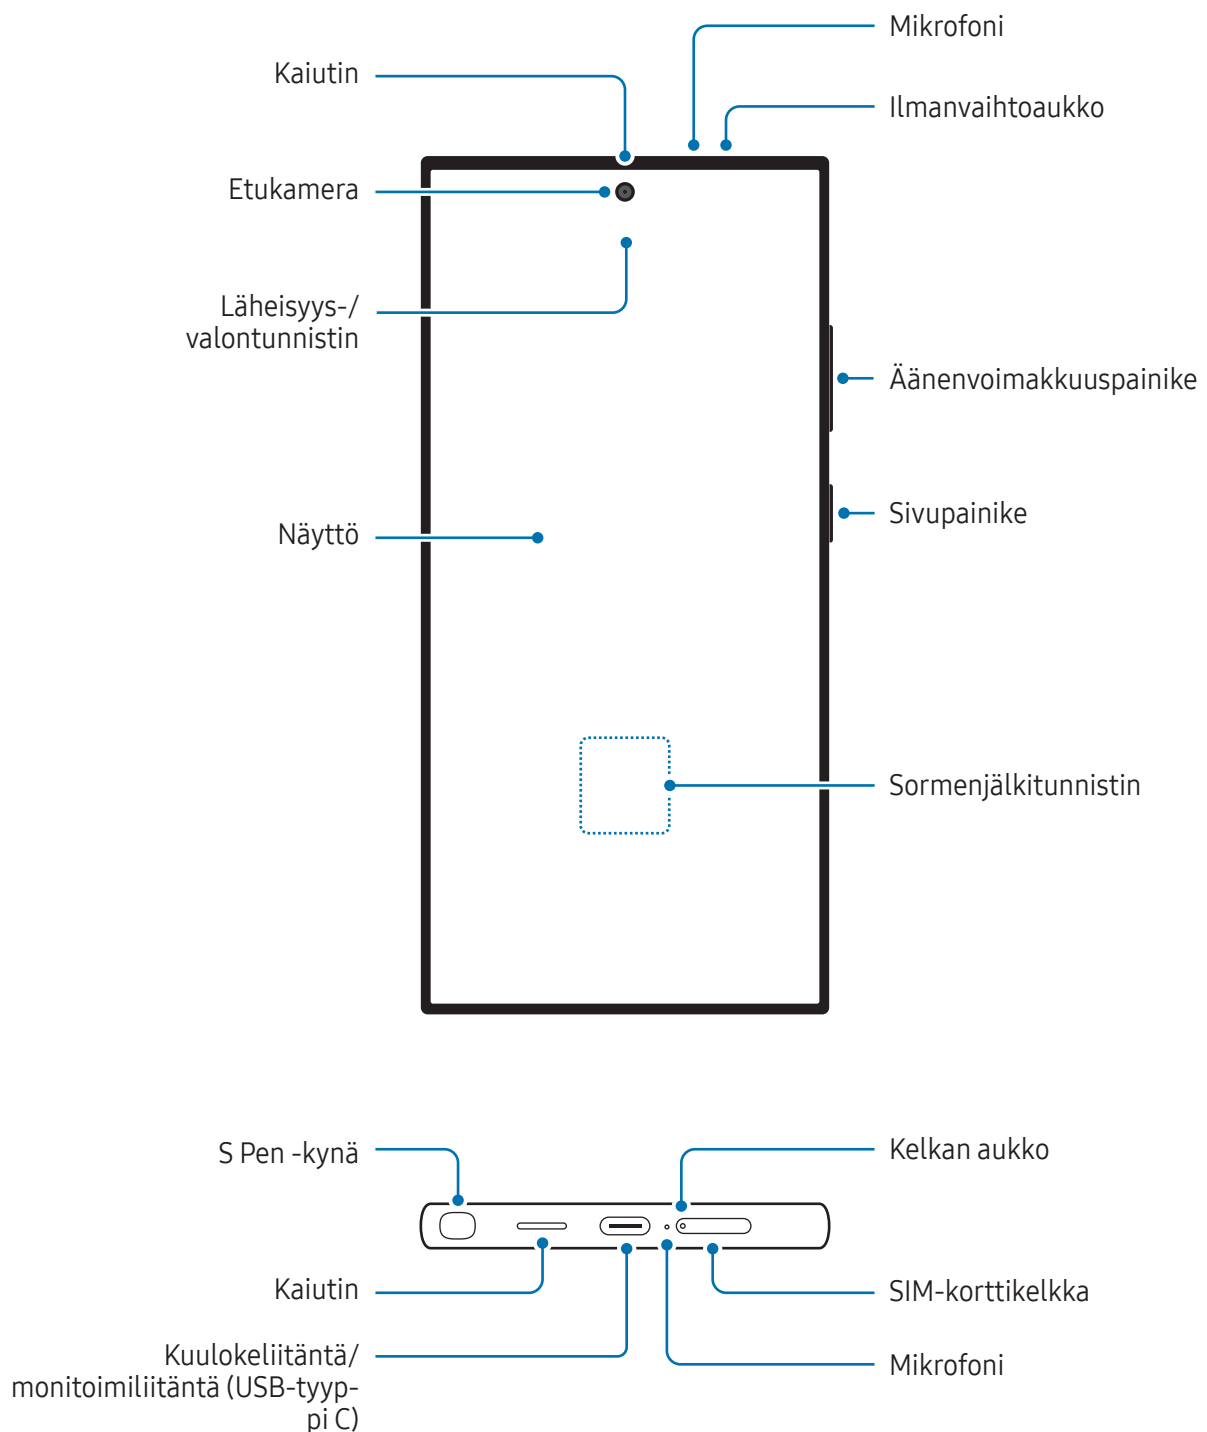 Mikrofoni
Kaiutin
Ilmanvaihtoaukko
Etukamera
Läheisyys-/
valontunnistin
Äänenvoimakkuuspainike
Sivupainike
Näyttö
Sormenjälkitunnistin
S Pen -kynä
Kelkan aukko
Kaiutin
SIM-korttikelkka
Kuulokeliitäntä/
monitoimiliitäntä (USB-tyyp-
pi C)
Mikrofoni